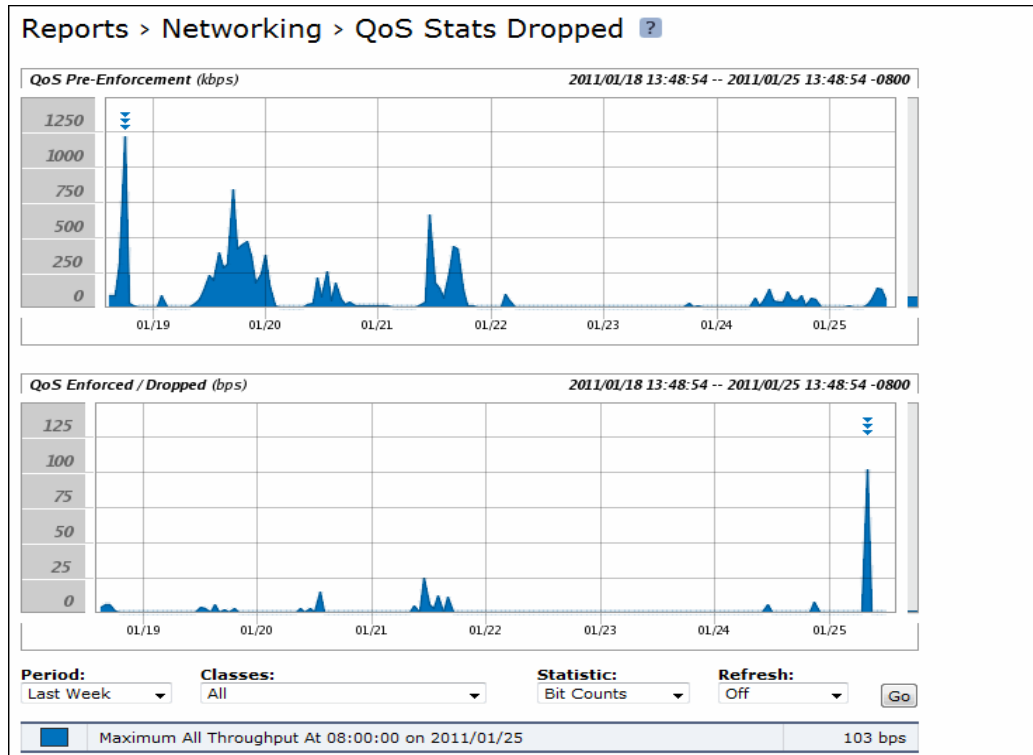 Reports > Networking > QoS Stats Dropped ?
QoS Pre-Enforcement (kbps) 2011/01/18 13:48:54 -- 2011/01/25 13:48:54 -0800
1250
1000
750
500
250
0
01/19 01/20 01/21 01/22 01/23 01/24 01/25
QoS Enforced / Dropped (bps) 2011/01/18 13:48:54 -- 2011/01/25 13:48:54 -0800
125
100
75
50
25
0
01/19 01/20 01/21 01/22 01/23 01/24 01/25
Period: Classes: Statistic: Refresh:
Last Week All Bit Counts Off Go
Maximum All Throughput At 08:00:00 on 2011/01/25 103 bps